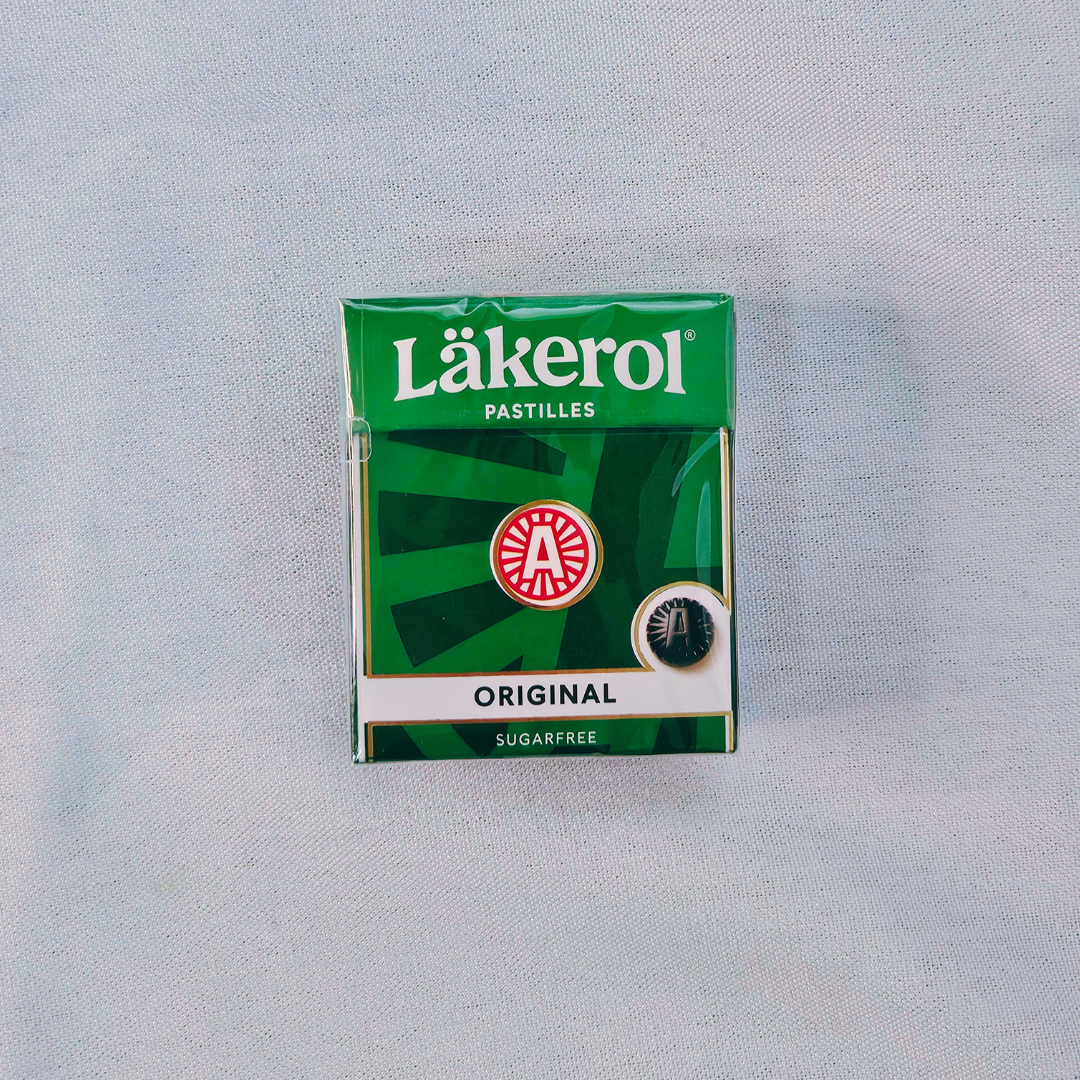 Läkerol®
PASTILLES
A
A
ORIGINAL
SUGARFREE